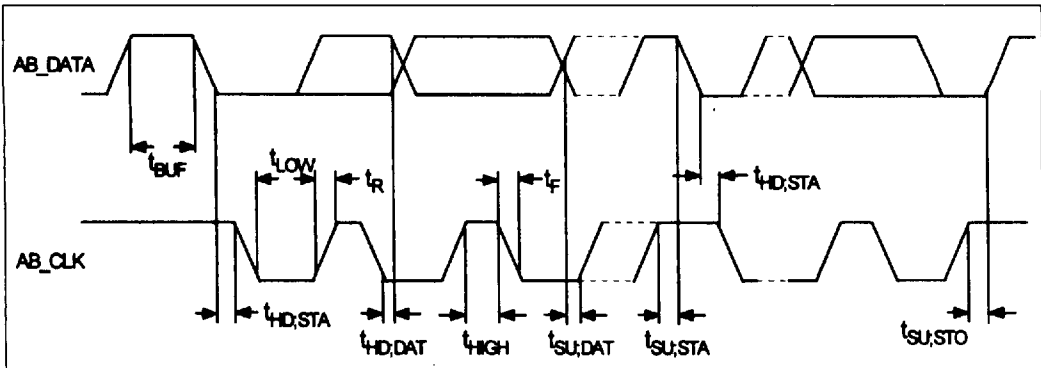 AB_DATA
tBUF
tLOW
tR
tF
tHD;STA
AB_CLK
tHD;STA
tHD;DAT
tHIGH
tSU;DAT
tSU;STA
tSU;STO